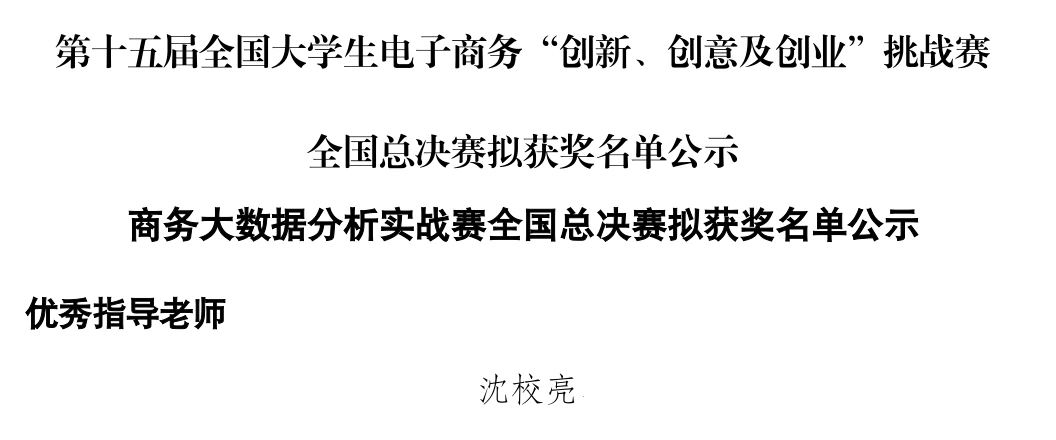 第十五届全国大学生电子商务“创新、创意及创业”挑战赛
全国总决赛拟获奖名单公示
商务大数据分析实战赛全国总决赛拟获奖名单公示
优秀指导老师
沈校亮